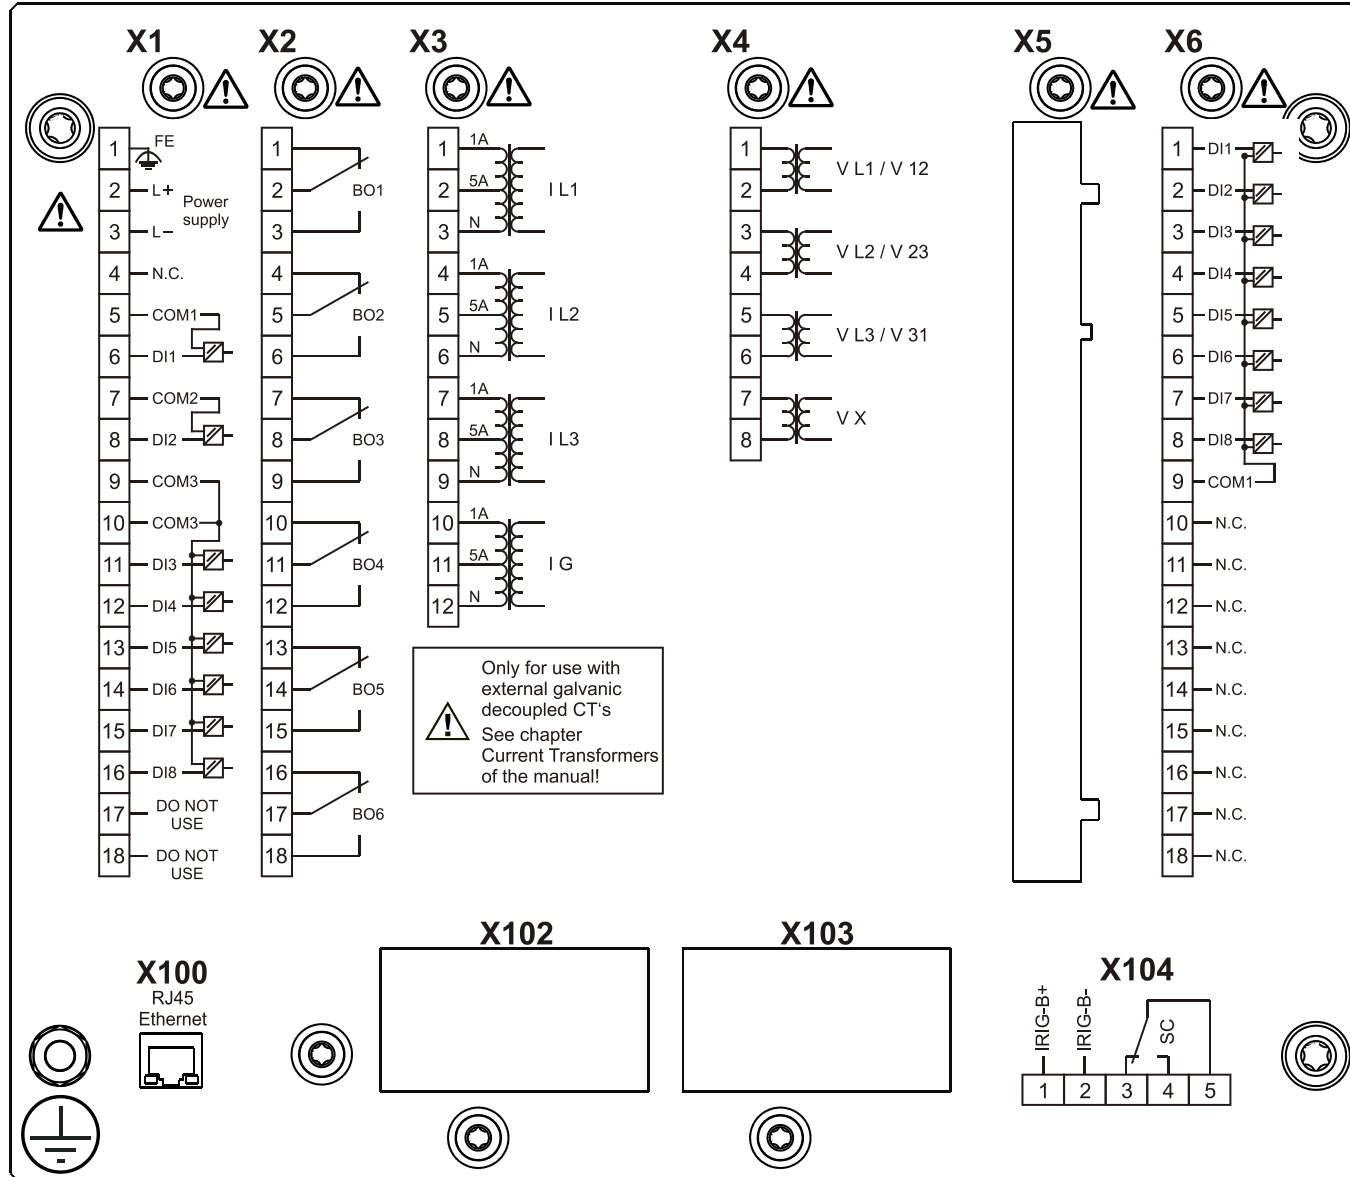 X1
X2
X3
X4
X5
X6
1 FE
2 L+
Power
supply
3 L–
4 N.C.
5 COM1
6 DI1
7 COM2
8 DI2
9 COM3
10 COM3
11 DI3
12 DI4
13 DI5
14 DI6
15 DI7
16 DI8
17 DO NOT
USE
18 DO NOT
USE
1
2 BO1
3
4
5 BO2
6
7
8 BO3
9
10
11 BO4
12
13
14 BO5
15
16
17 BO6
18
1 1A
2 5A I L1
3 N
4 1A
5 5A I L2
6 N
7 1A
8 5A I L3
9 N
10 1A
11 5A I G
12 N
Only for use with
external galvanic
decoupled CT‘s
See chapter
Current Transformers
of the manual!
1
V L1 / V 12
2
3
V L2 / V 23
4
5
V L3 / V 31
6
7
V X
8
1 DI1
2 DI2
3 DI3
4 DI4
5 DI5
6 DI6
7 DI7
8 DI8
9 COM1
10 N.C.
11 N.C.
12 N.C.
13 N.C.
14 N.C.
15 N.C.
16 N.C.
17 N.C.
18 N.C.
X100
RJ45
Ethernet
X102
X103
X104
IRIG-B+
IRIG-B-
SC
1 2 3 4 5